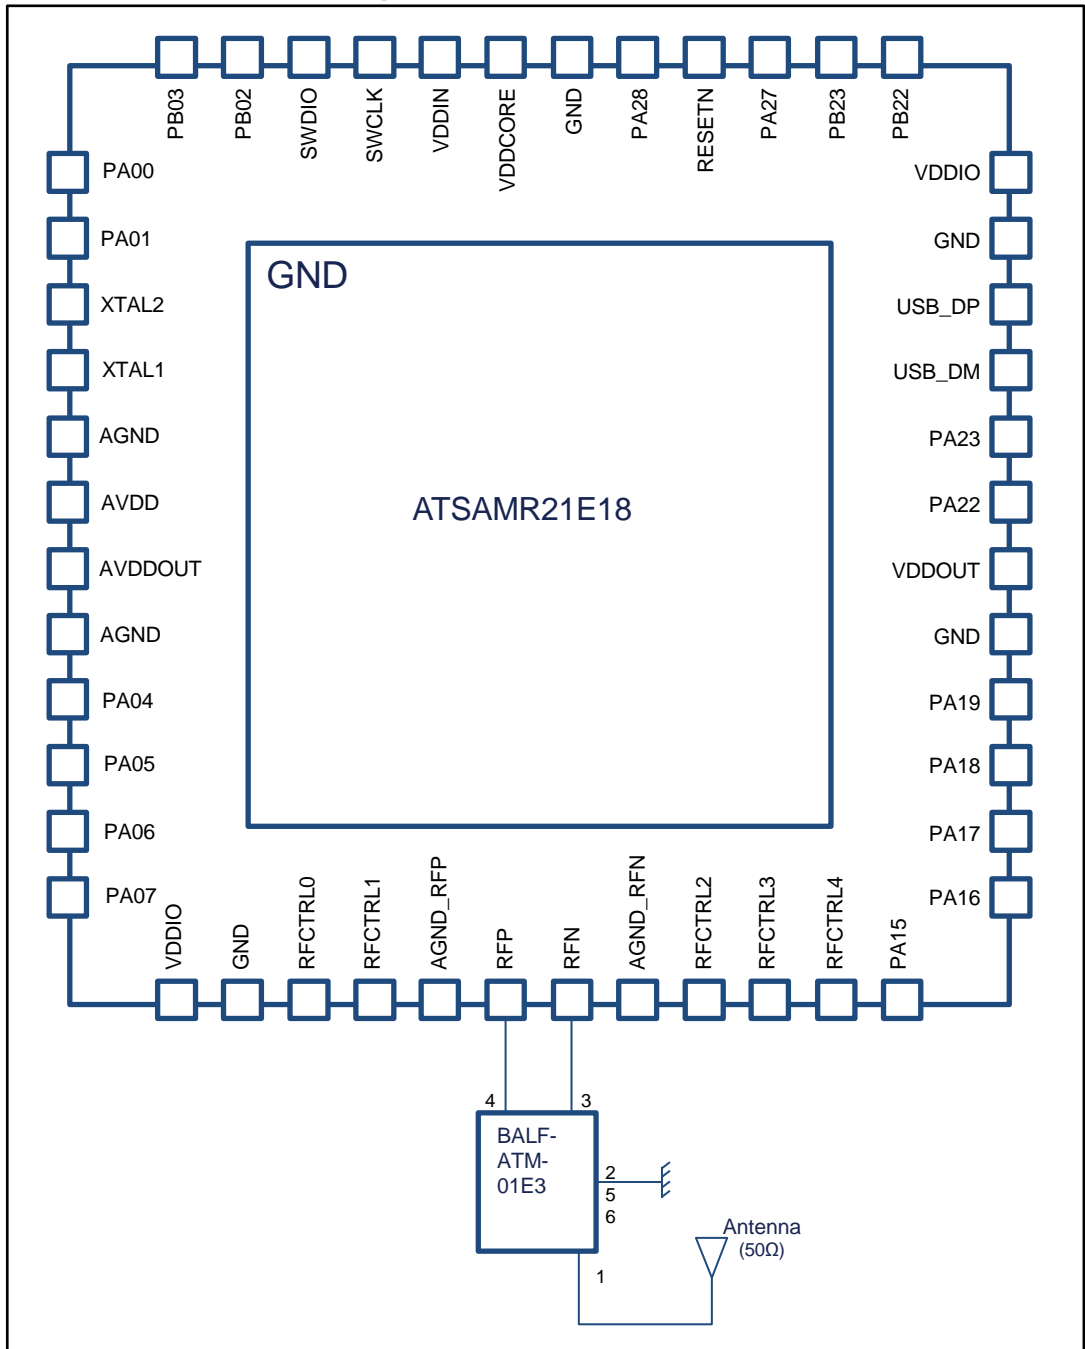 PB03
PB02
SWDIO
SWCLK
VDDIN
VDDCORE
GND
PA28
RESETN
PA27
PB23
PB22
PA00
PA01
XTAL2
XTAL1
AGND
AVDD
AVDDOUT
AGND
PA04
PA05
PA06
PA07
GND
ATSAMR21E18
VDDIO
GND
USB_DP
USB_DM
PA23
PA22
VDDOUT
GND
PA19
PA18
PA17
PA16
VDDIO
GND
RFCTRL0
RFCTRL1
AGND_RFP
RFP
RFN
AGND_RFN
RFCTRL2
RFCTRL3
RFCTRL4
PA15
4
3
BALF-
ATM-
01E3
2
5
6
1
Antenna
(50Ω)